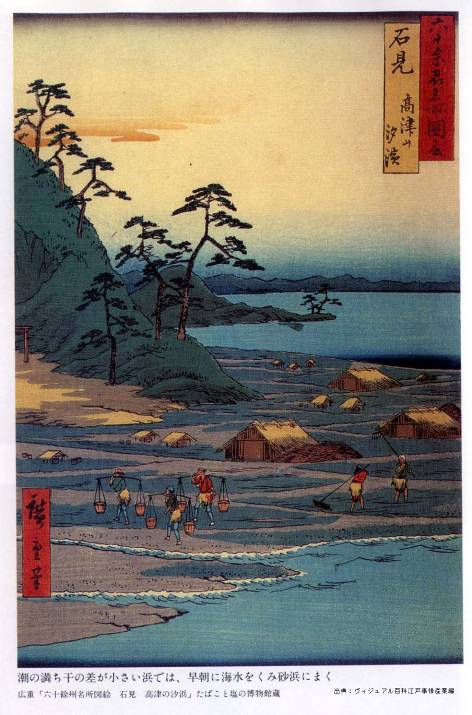 六十余州名所圖会
石見
高津山
汐濱
廣重筆
潮の満ち干の差が小さい浜では、早朝に海水をくみ砂浜にまく
広重「六十餘州名所図絵　石見　高津の汐浜」たばこと塩の博物館蔵
出典：ヴィジュアル百科江戸事情産業編